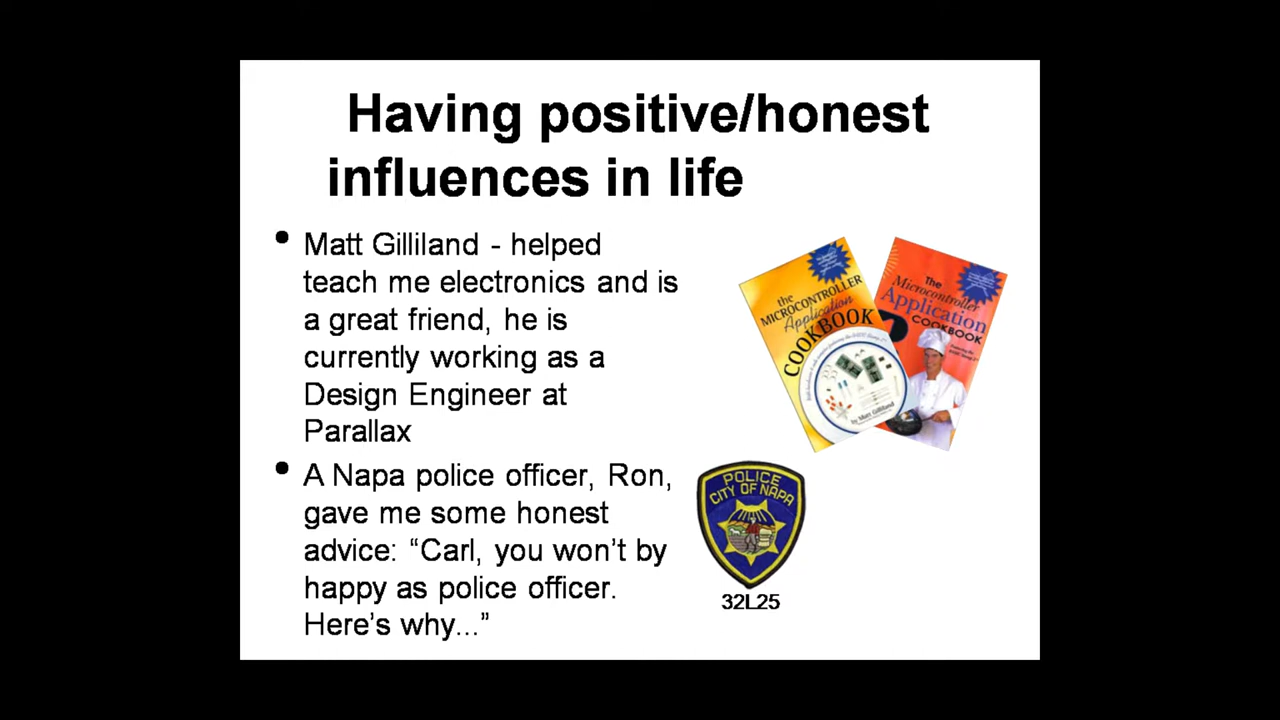 Having positive/honest
influences in life
• Matt Gilliland - helped
teach me electronics and is
a great friend, he is
currently working as a
Design Engineer at
Parallax
• A Napa police officer, Ron,
gave me some honest
advice: “Carl, you won’t by
happy as police officer.
Here’s why...”
the
MICROCONTROLLER
Application
COOKBOOK
by Matt Gilliland
The
Microcontroller
Application
COOKBOOK
POLICE
CITY OF NAPA
32L25